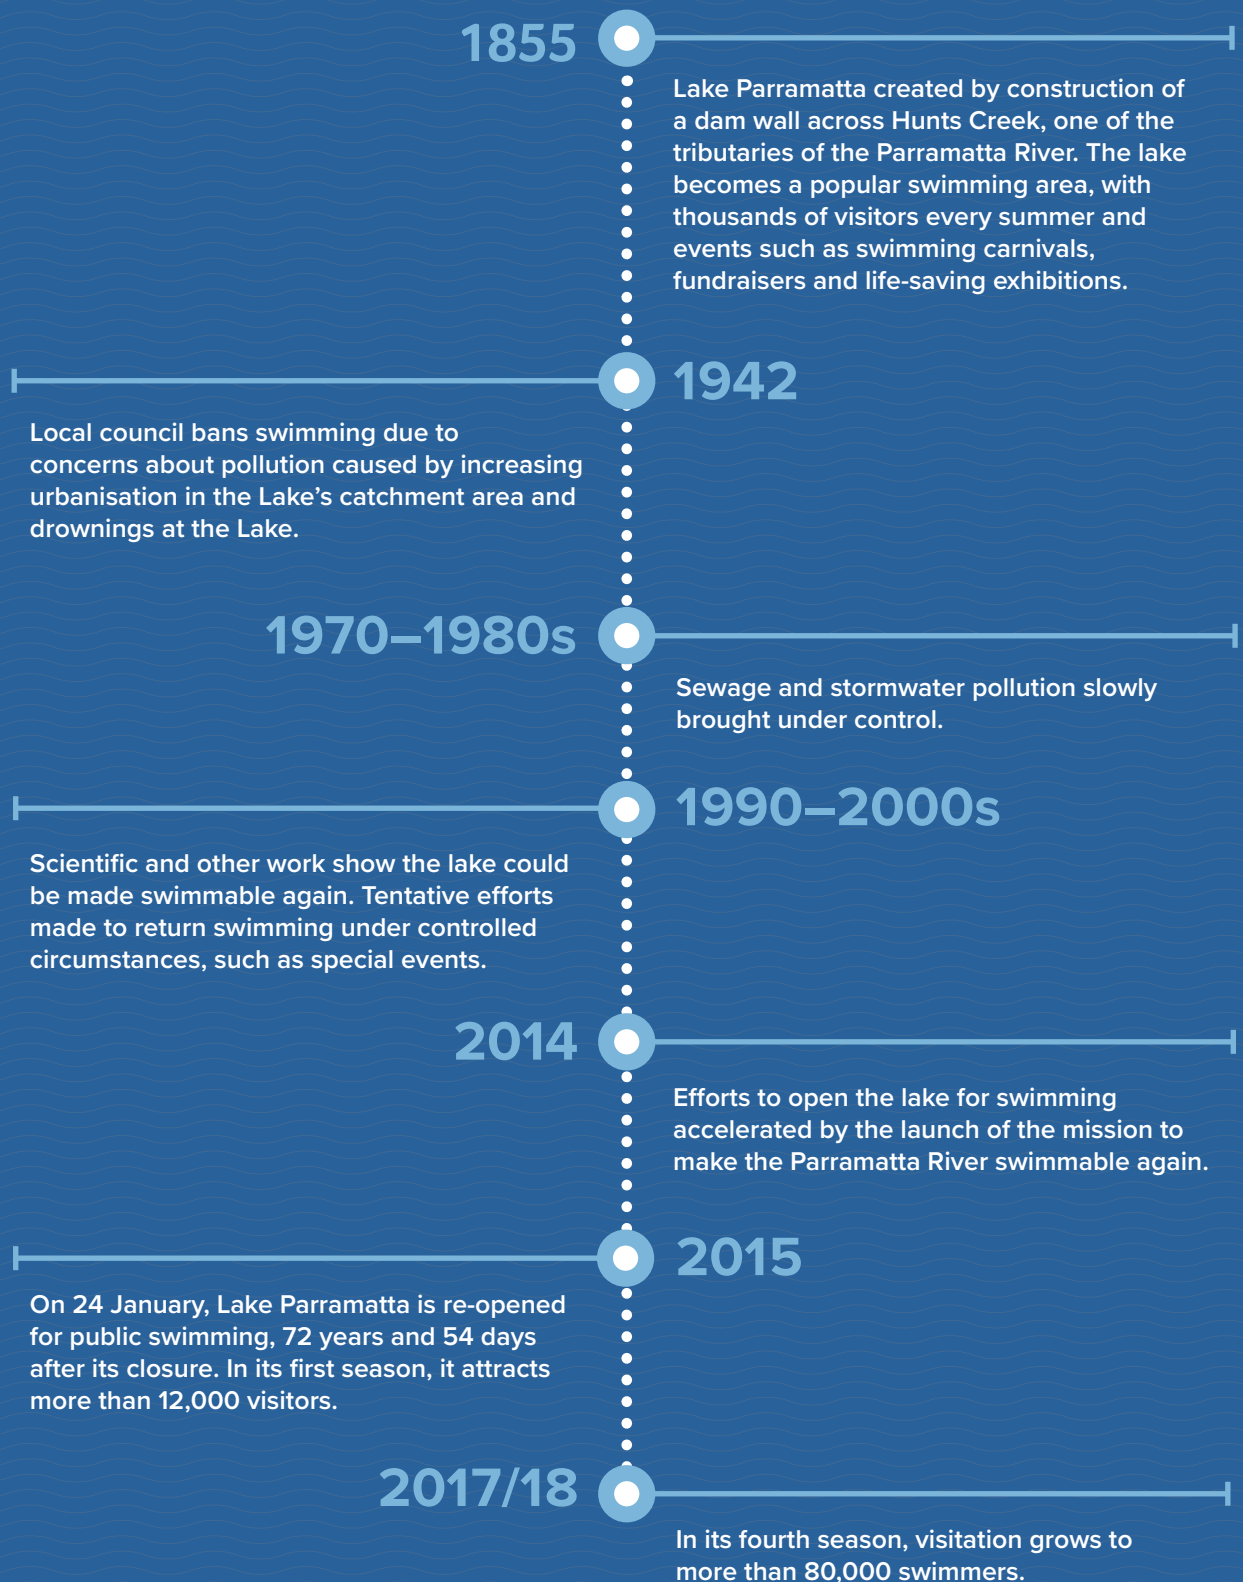 1855
Lake Parramatta created by construction of
a dam wall across Hunts Creek, one of the
tributaries of the Parramatta River. The lake
becomes a popular swimming area, with
thousands of visitors every summer and
events such as swimming carnivals,
fundraisers and life-saving exhibitions.
1942
Local council bans swimming due to
concerns about pollution caused by increasing
urbanisation in the Lake’s catchment area and
drownings at the Lake.
1970–1980s
Sewage and stormwater pollution slowly
brought under control.
1990–2000s
Scientific and other work show the lake could
be made swimmable again. Tentative efforts
made to return swimming under controlled
circumstances, such as special events.
2014
Efforts to open the lake for swimming
accelerated by the launch of the mission to
make the Parramatta River swimmable again.
2015
On 24 January, Lake Parramatta is re-opened
for public swimming, 72 years and 54 days
after its closure. In its first season, it attracts
more than 12,000 visitors.
2017/18
In its fourth season, visitation grows to
more than 80,000 swimmers.